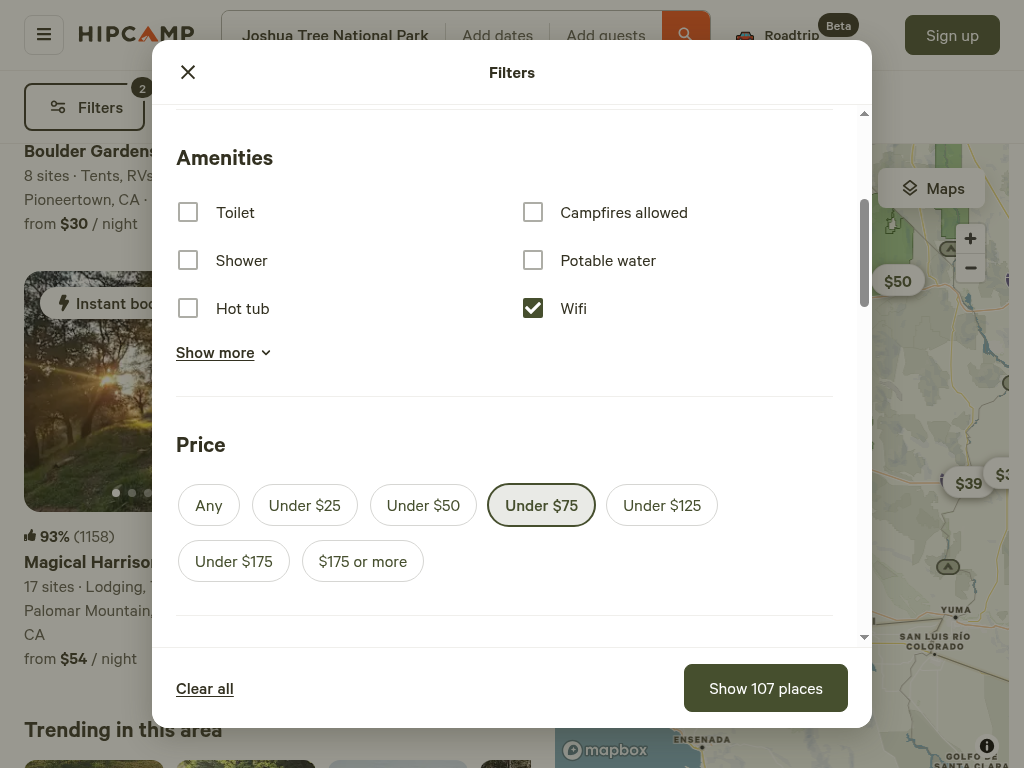 HIPCAMP
Joshua Tree National Park
Add dates
Add guests
Roadtrip
Beta
Sign up
Filters
2
Filters
Boulder Gardens
8 sites · Tents, RVs
Pioneertown, CA ·
from $30 / night
Maps
+
−
$50
Amenities
Toilet
Campfires allowed
Shower
Potable water
Hot tub
Wifi
Show more
Instant boo
Price
Any
Under $25
Under $50
Under $75
Under $125
Under $175
$175 or more
$39
93% (1158)
Magical Harriso
17 sites · Lodging,
Palomar Mountain,
CA
from $54 / night
YUMA
SAN LUIS RÍO
COLORADO
Clear all
Show 107 places
Trending in this area
ENSENADA
mapbox
GOLFO DE
SANTA CLARA